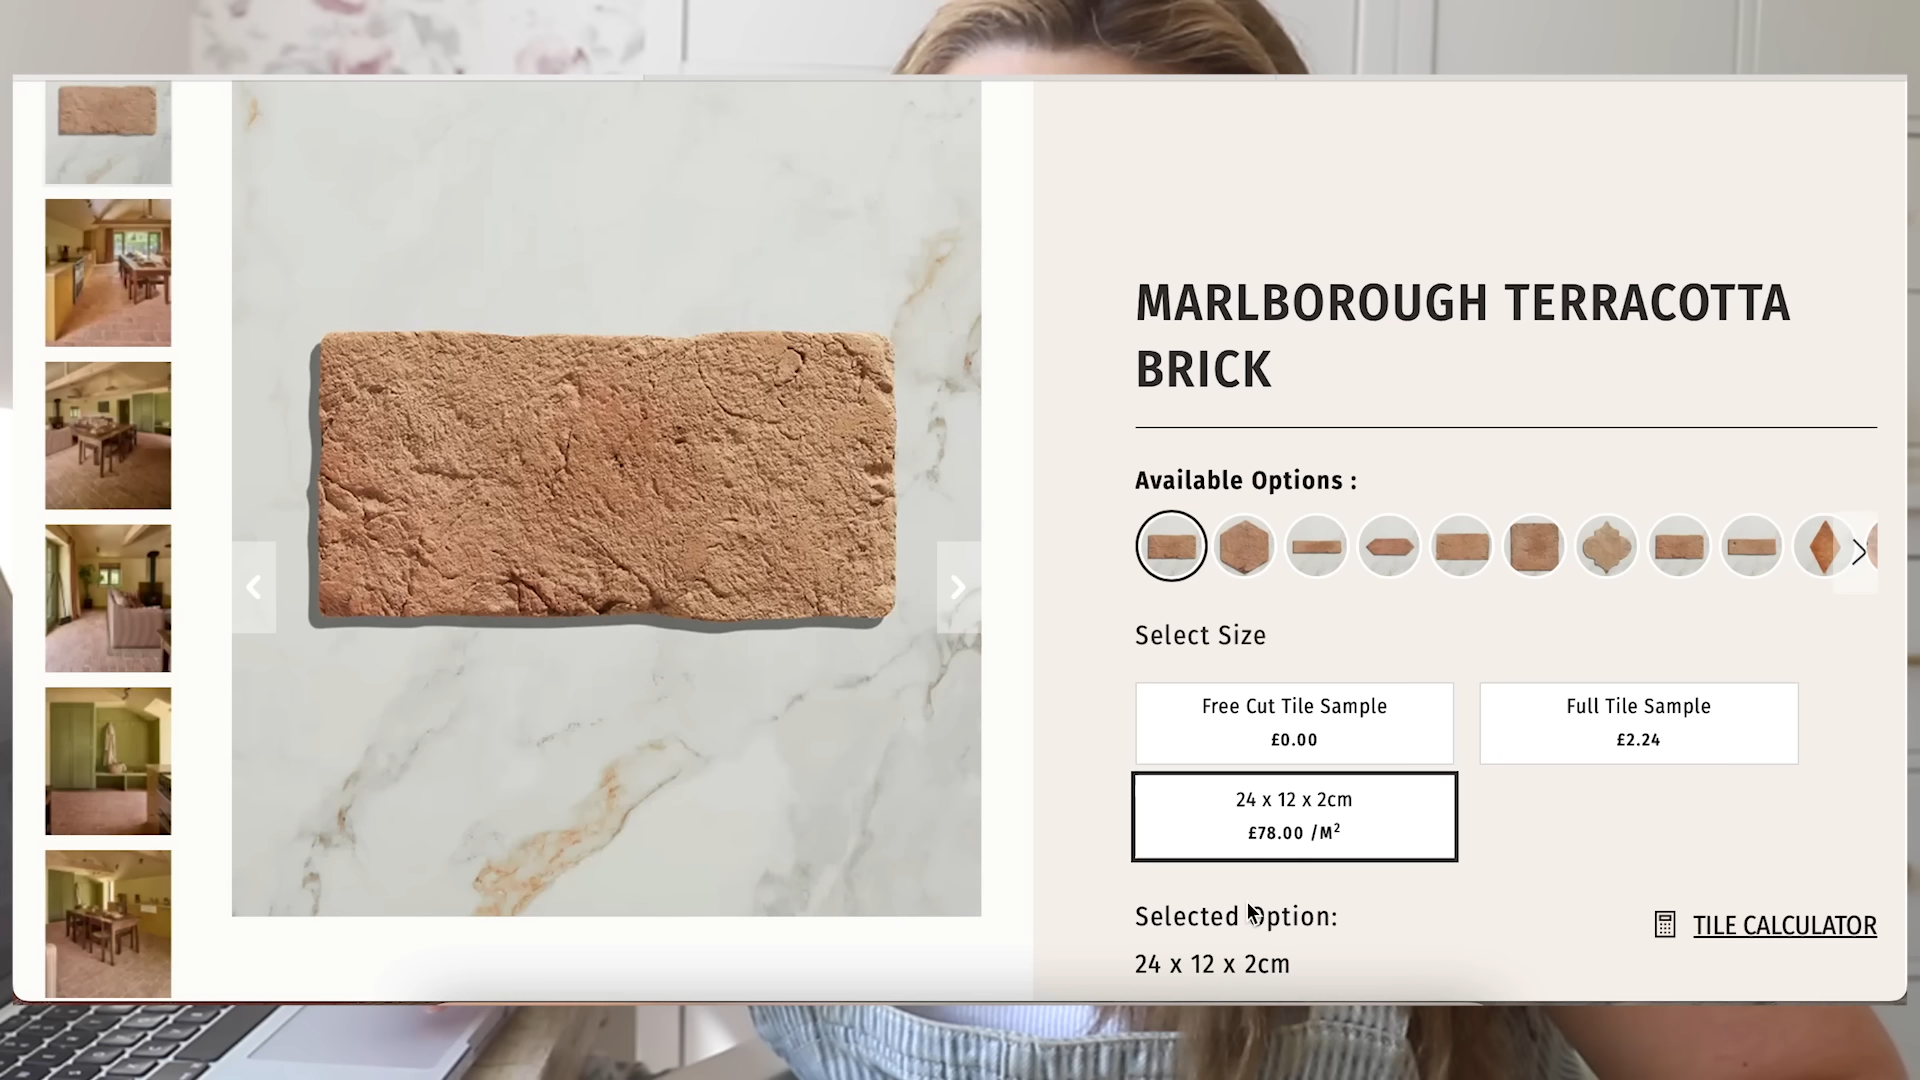 MARLBOROUGH TERRACOTTA
BRICK
Available Options :
Select Size
Free Cut Tile Sample
£0.00
Full Tile Sample
£2.24
24 x 12 x 2cm
£78.00 /M²
Selected Option:
TILE CALCULATOR
24 x 12 x 2cm